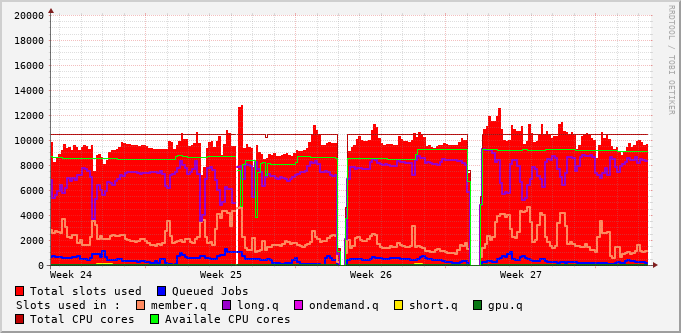 20000
18000
16000
14000
12000
10000
8000
6000
4000
2000
0
Week 24 Week 25 Week 26 Week 27
RRDTOOL / TOBI OETIKER
Total slots used Queued Jobs
Slots used in : member.q long.q ondemand.q short.q gpu.q
Total CPU cores Availale CPU cores